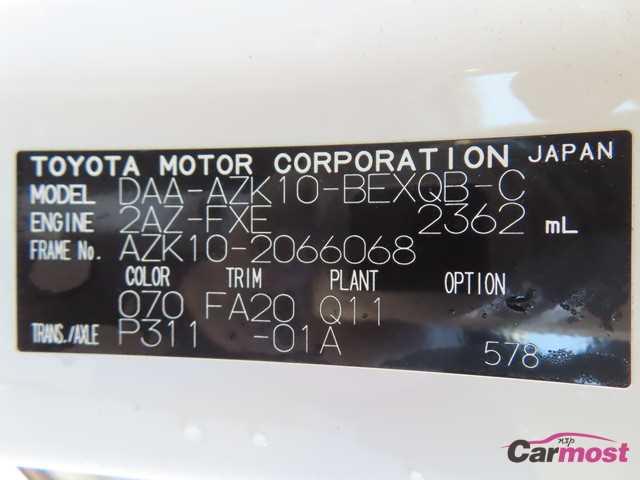 TOYOTA MOTOR CORPORATION JAPAN
MODEL DAA-AZK10-BEXQB-C
ENGINE 2AZ-FXE 2362 mL
FRAME No. AZK10-2066068
COLOR TRIM PLANT OPTION
070 FA20 Q11
TRANS./AXLE P311 -01A
578
Carmost